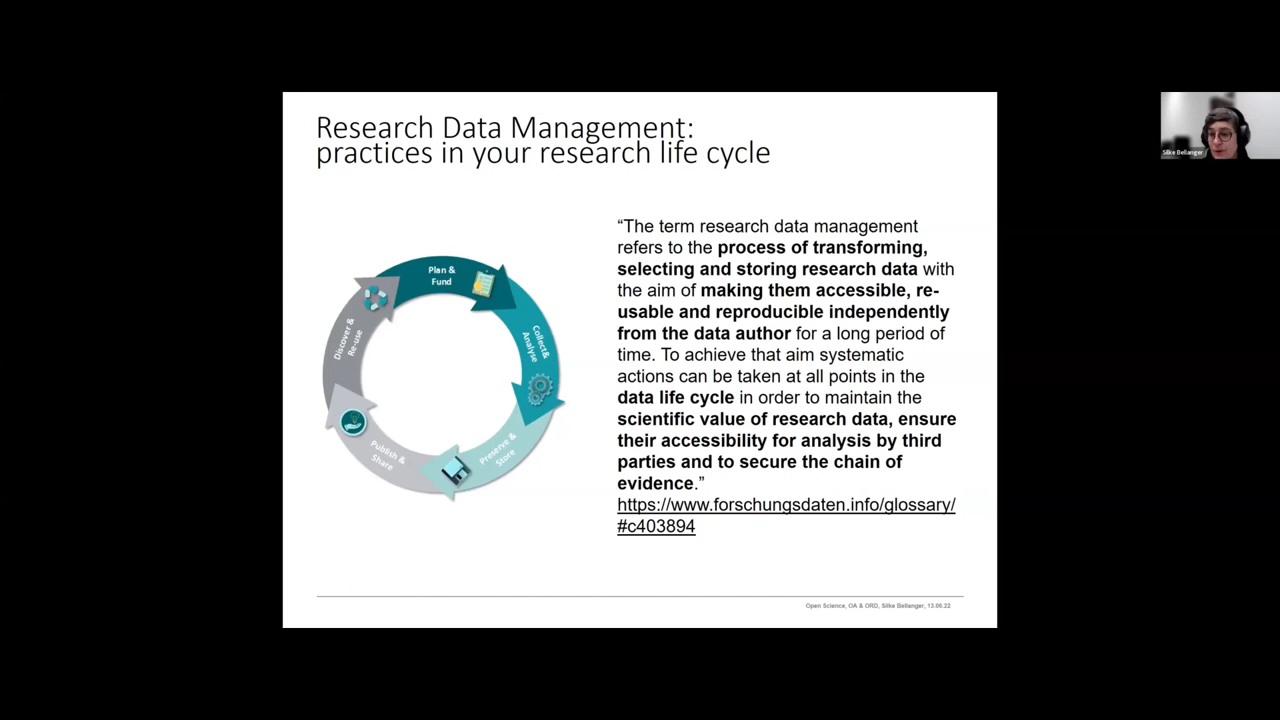 Research Data Management:
practices in your research life cycle
Plan &
Fund
Collect&
Analyse
Preserve &
Store
Publish &
Share
Discover &
Re-use
“The term research data management
refers to the process of transforming,
selecting and storing research data with
the aim of making them accessible, re-
usable and reproducible independently
from the data author for a long period of
time. To achieve that aim systematic
actions can be taken at all points in the
data life cycle in order to maintain the
scientific value of research data, ensure
their accessibility for analysis by third
parties and to secure the chain of
evidence.”
https://www.forschungsdaten.info/glossary/
#c403894
Open Science, OA & ORD, Silke Bellanger, 13.06.22
Silke Bellanger